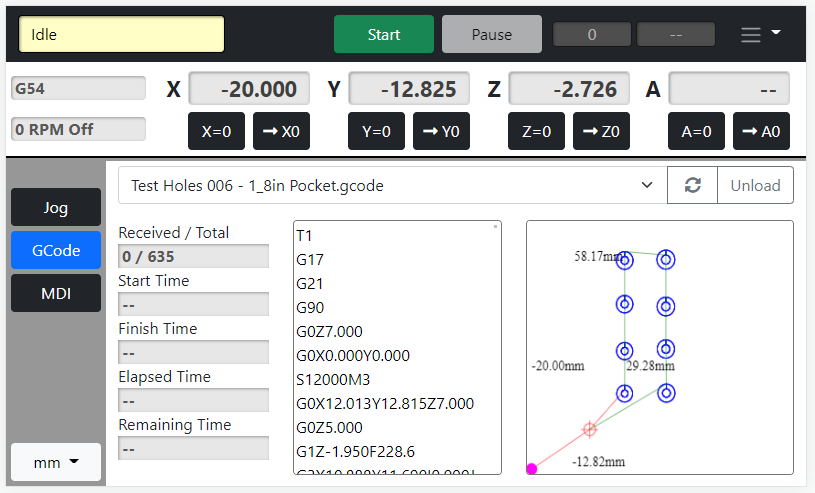 Idle
Start
Pause
0
--
G54
X
-20.000
Y
-12.825
Z
-2.726
A
--
0 RPM Off
X=0
➞ X0
Y=0
➞ Y0
Z=0
➞ Z0
A=0
➞ A0
Test Holes 006 - 1_8in Pocket.gcode
Unload
Jog
GCode
MDI
mm
Received / Total
0 / 635
Start Time
--
Finish Time
--
Elapsed Time
--
Remaining Time
--
T1
G17
G21
G90
G0Z7.000
G0X0.000Y0.000
S12000M3
G0X12.013Y12.815Z7.000
G0Z5.000
G1Z-1.950F228.6
58.17mm
-20.00mm
29.28mm
-12.82mm